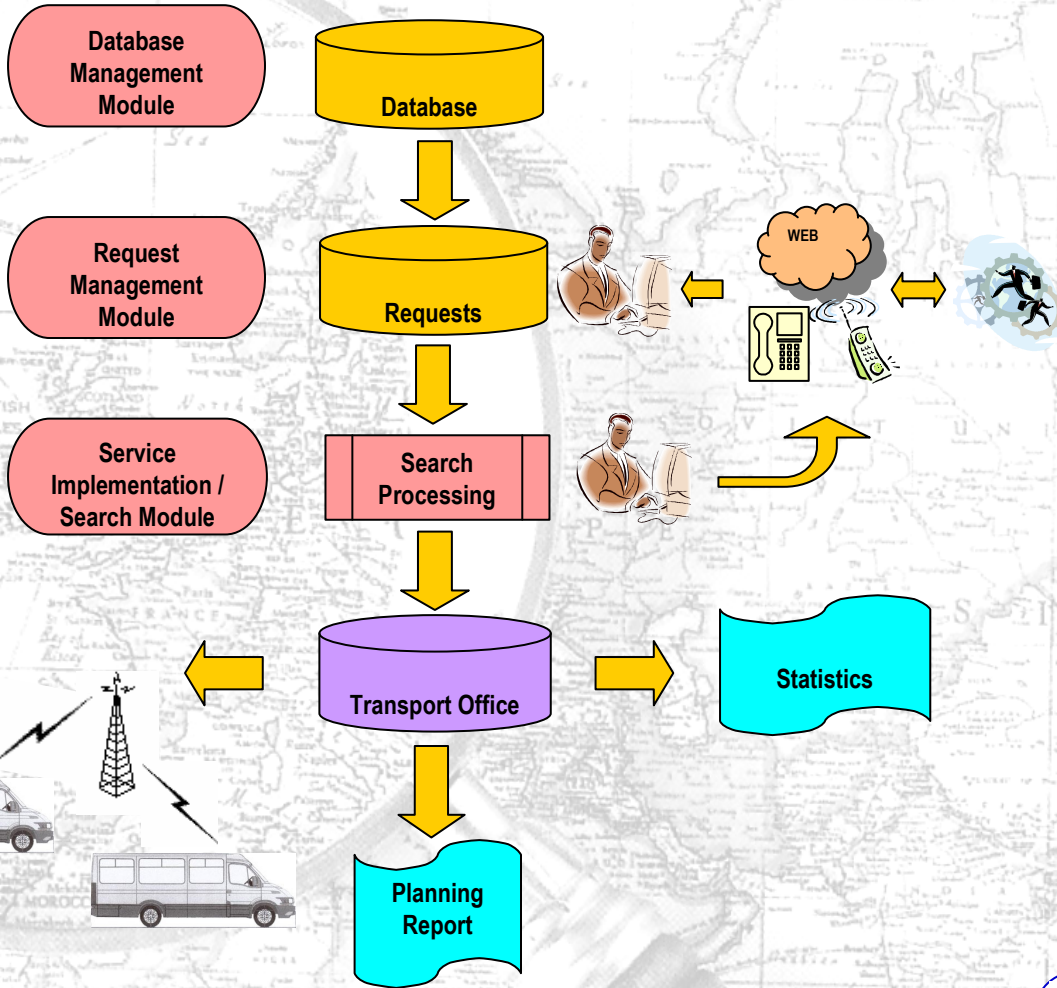 Database
Management
Module
Database
Request
Management
Module
Requests
WEB
Service
Implementation /
Search Module
Search
Processing
Transport Office
Statistics
Planning
Report
MOROCC